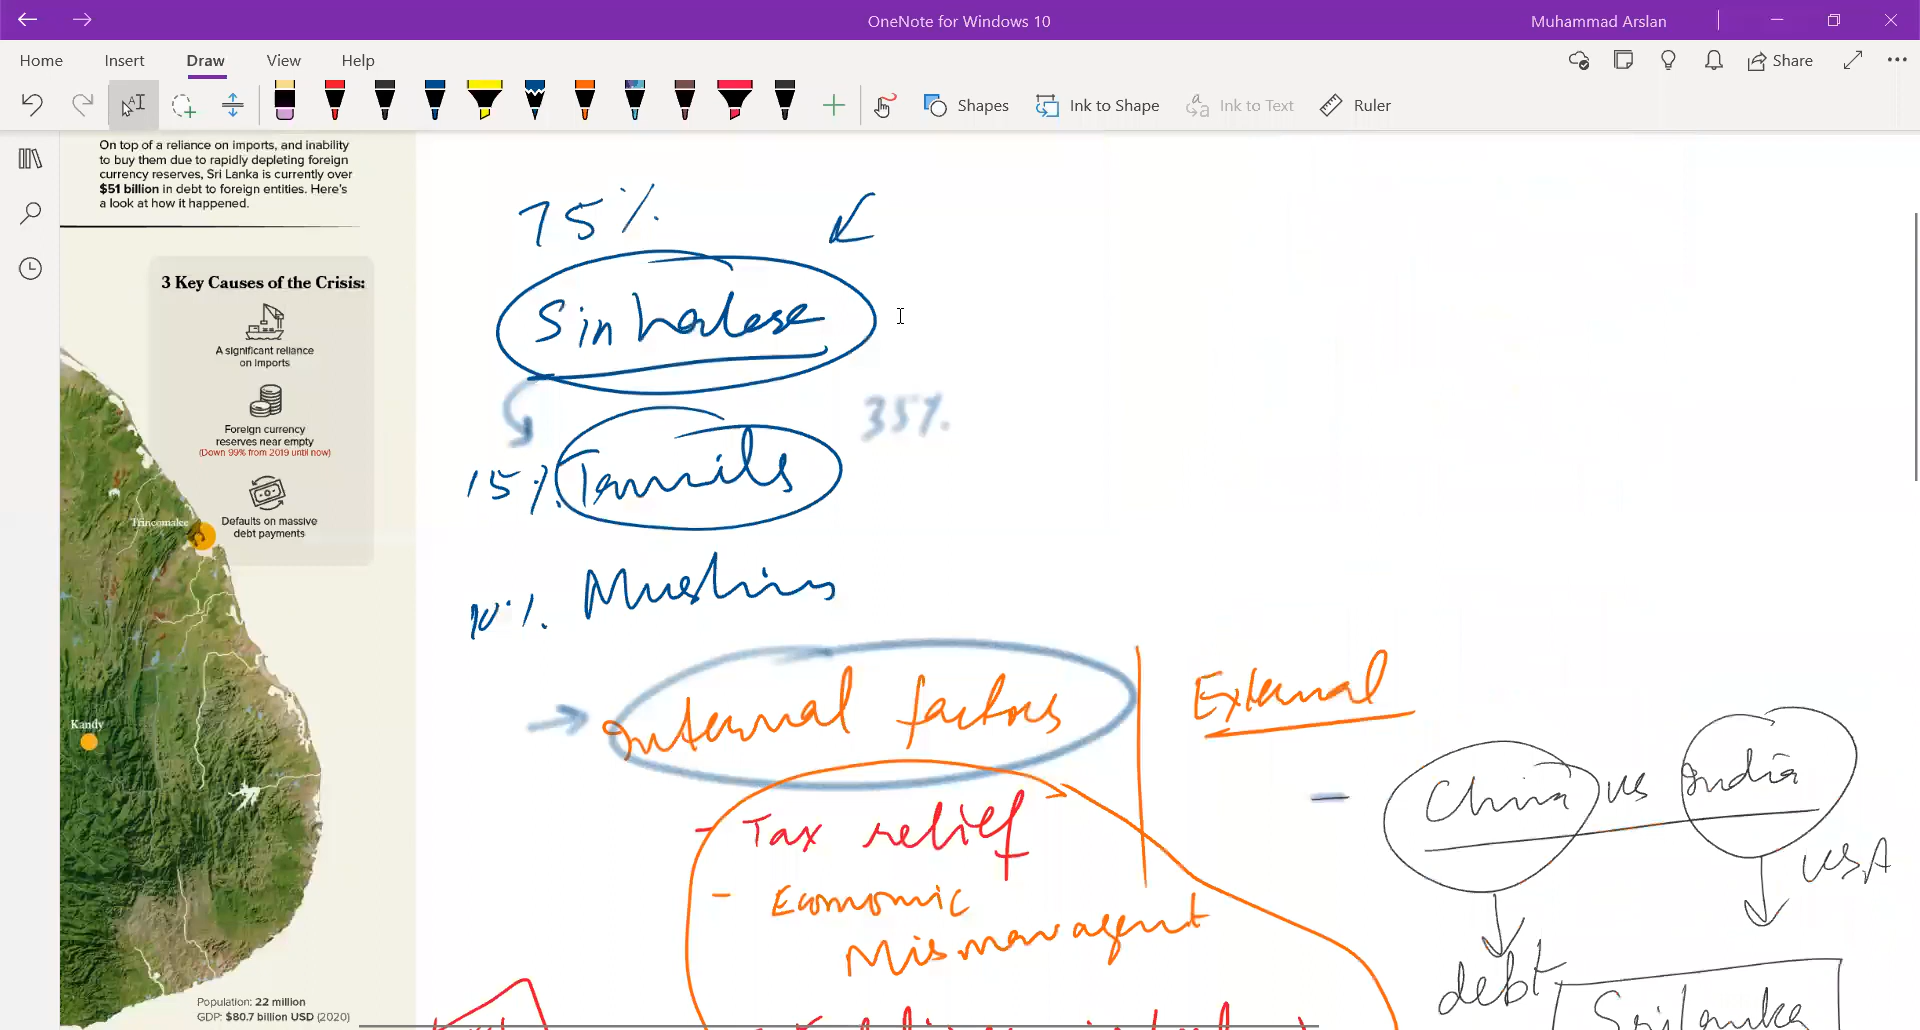 OneNote for Windows 10
Muhammad Arslan
Home Insert Draw View Help
Share
Shapes Ink to Shape Ink to Text Ruler
On top of a reliance on imports, and inability
to buy them due to rapidly depleting foreign
currency reserves, Sri Lanka is currently over
$51 billion in debt to foreign entities. Here's
a look at how it happened.
3 Key Causes of the Crisis:
A significant reliance
on imports
Foreign currency
reserves near empty
(Down 99% from 2019 until now)
Defaults on massive
debt payments
Trincomalee
Kandy
Population: 22 million
GDP: $80.7 billion USD (2020)
75%
Sinhalese
35%
15% Tamils
10% Muslims
Internal factors
External
- Tax relief
- Economic
Mismanagent
- China vs India
USA
debt
Srilanka